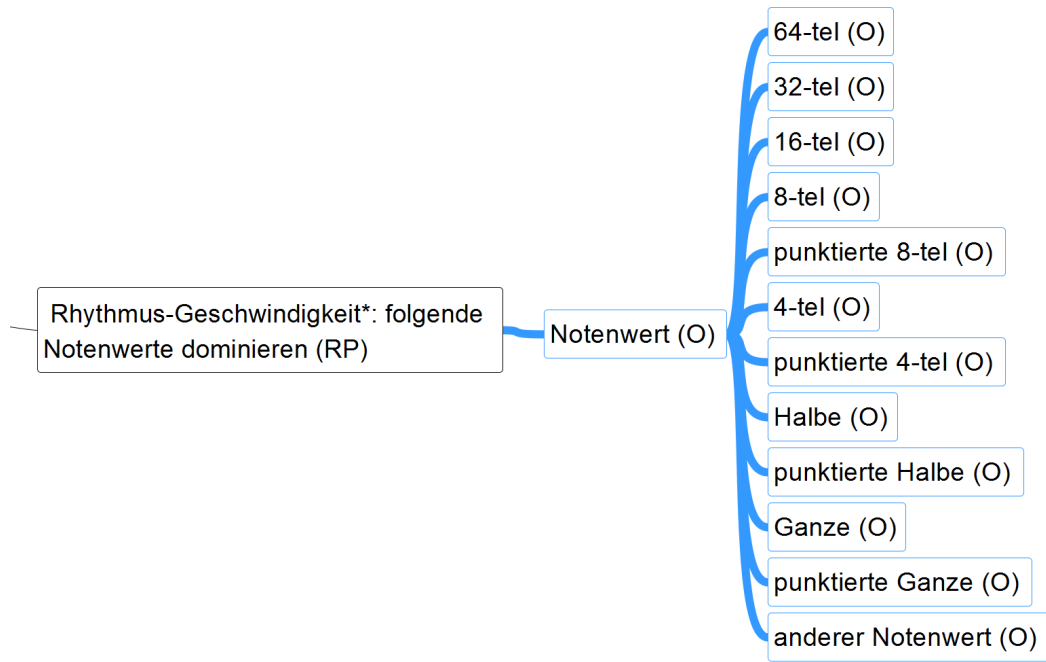 Rhythmus-Geschwindigkeit*: folgende
Notenwerte dominieren (RP)
Notenwert (O)
64-tel (O)
32-tel (O)
16-tel (O)
8-tel (O)
punktierte 8-tel (O)
4-tel (O)
punktierte 4-tel (O)
Halbe (O)
punktierte Halbe (O)
Ganze (O)
punktierte Ganze (O)
anderer Notenwert (O)